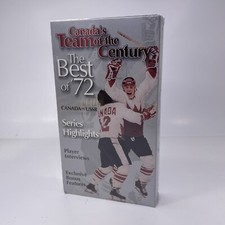 Canada's
Team of the
Century
The
Best
of '72
CANADA - USSR
Series
Highlights
Player
Interviews
Exclusive
Bonus
Features